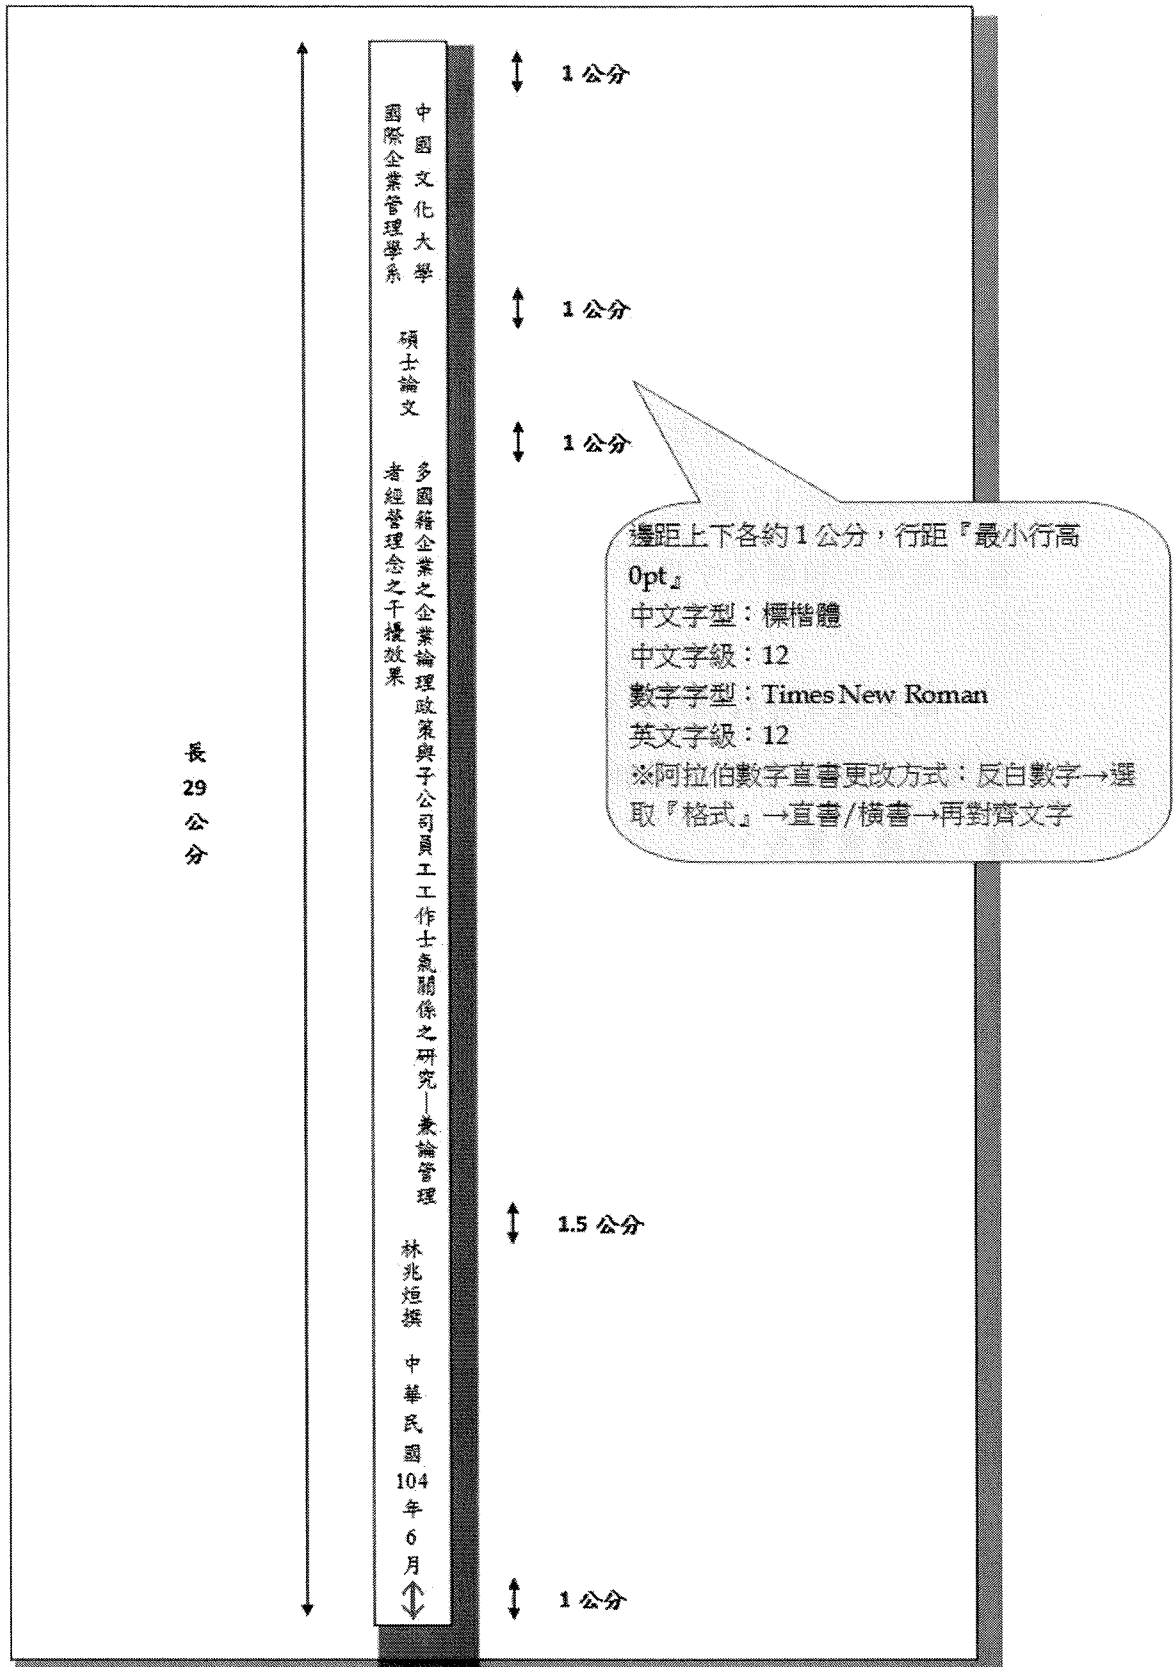 中國文化大學
國際企業管理學系
碩士論文
多國籍企業之企業論理政策與子公司員工工作士氣關係之研究—兼論管理
者經營理念之干擾效果
林兆烜撰
中華民國104年6月
長29公分
1 公分
1 公分
1 公分
1.5 公分
1 公分
邊距上下各約 1 公分，行距『最小行高
0pt』
中文字型：標楷體
中文字級：12
數字字型：Times New Roman
英文字級：12
※阿拉伯數字直書更改方式：反白數字→選
取『格式』→直書/橫書→再對齊文字